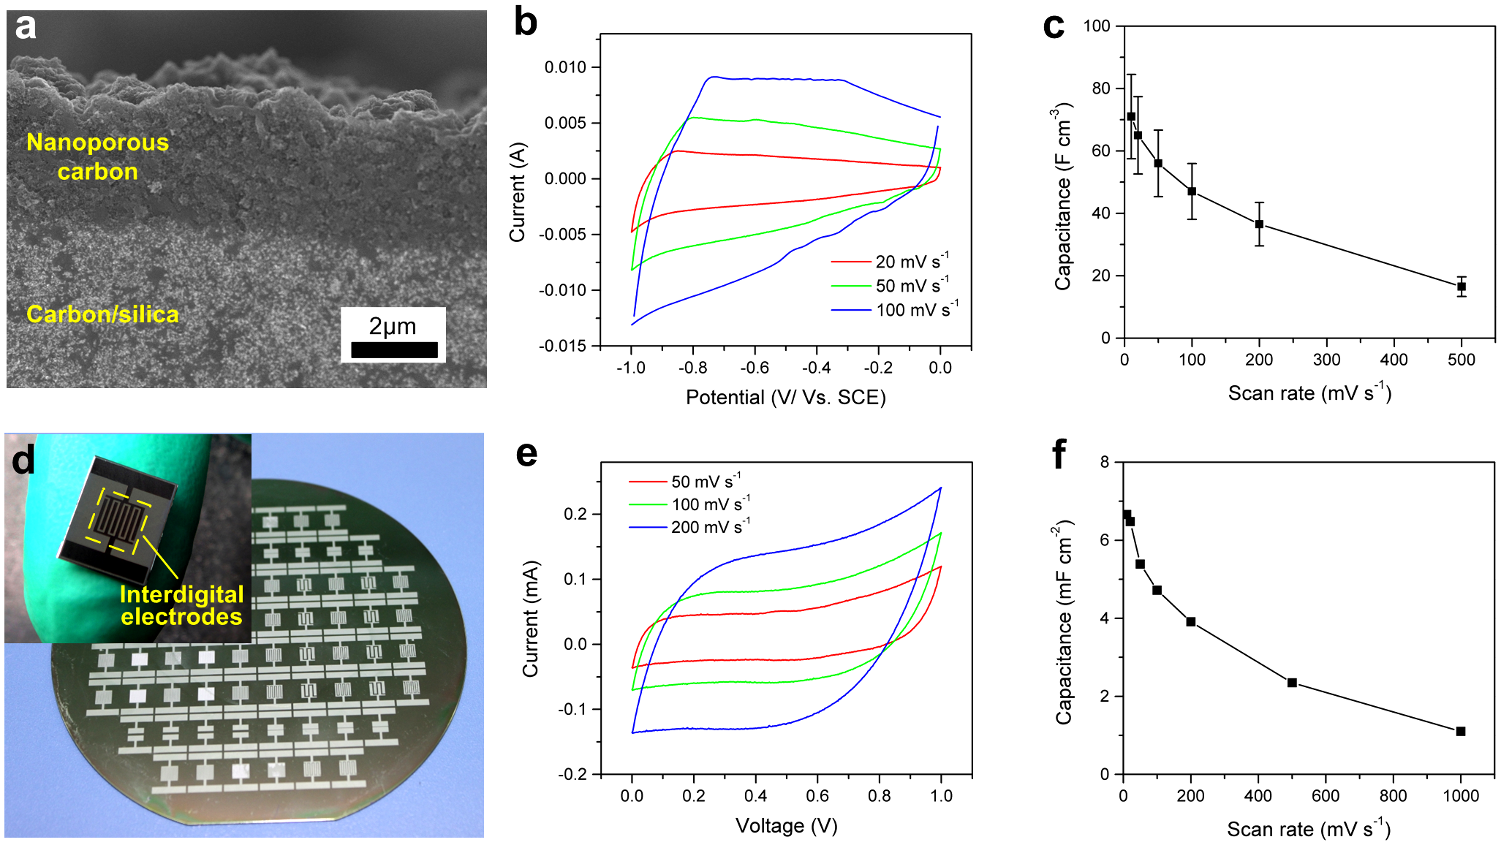 a
Nanoporous
carbon
Carbon/silica
2μm
b
0.010
0.005
0.000
-0.005
-0.010
-0.015
-1.0 -0.8 -0.6 -0.4 -0.2 0.0
Current (A)
Potential (V/ Vs. SCE)
20 mV s⁻¹
50 mV s⁻¹
100 mV s⁻¹
c
100
80
60
40
20
0
0 100 200 300 400 500
Capacitance (F cm⁻³)
Scan rate (mV s⁻¹)
d
Interdigital
electrodes
e
50 mV s⁻¹
100 mV s⁻¹
200 mV s⁻¹
0.2
0.1
0.0
-0.1
-0.2
0.0 0.2 0.4 0.6 0.8 1.0
Current (mA)
Voltage (V)
f
8
6
4
2
0
0 200 400 600 800 1000
Capacitance (mF cm⁻²)
Scan rate (mV s⁻¹)